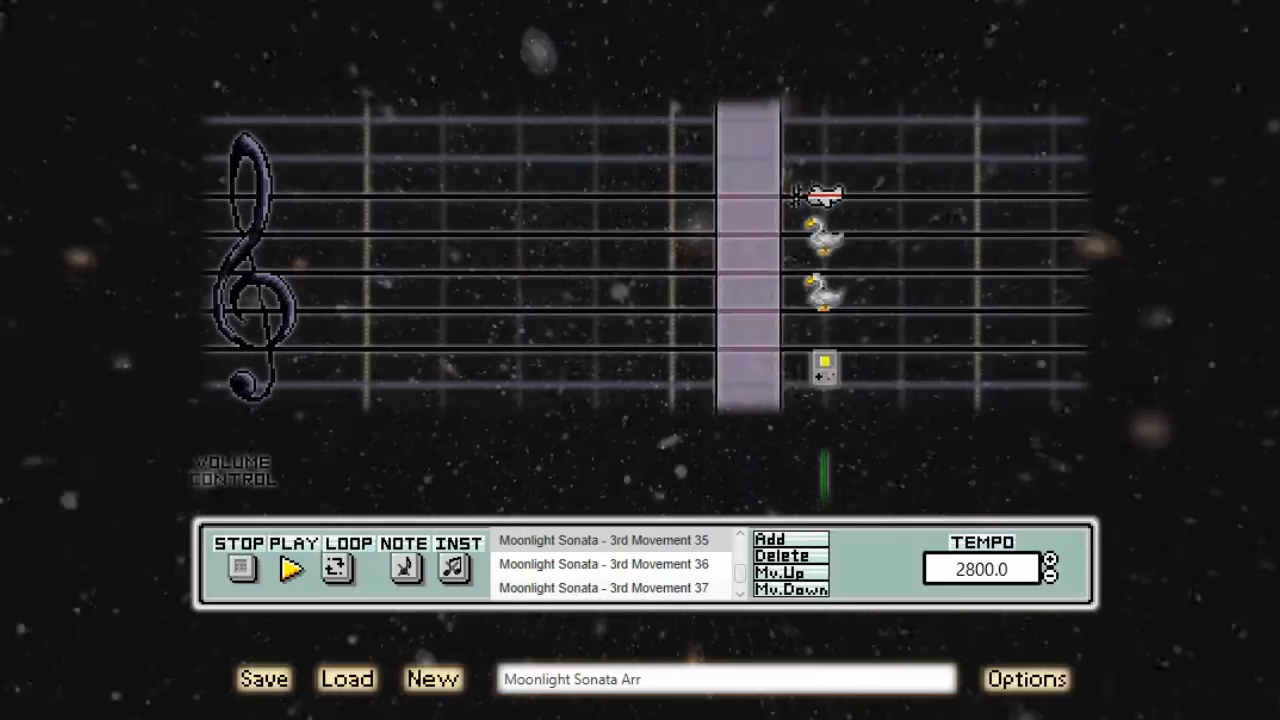 VOLUME
CONTROL
STOP PLAY LOOP NOTE INST
Moonlight Sonata - 3rd Movement 35
Moonlight Sonata - 3rd Movement 36
Moonlight Sonata - 3rd Movement 37
Add
Delete
Mv.Up
Mv.Down
TEMPO
2800.0
Save Load New
Moonlight Sonata Arr
Options